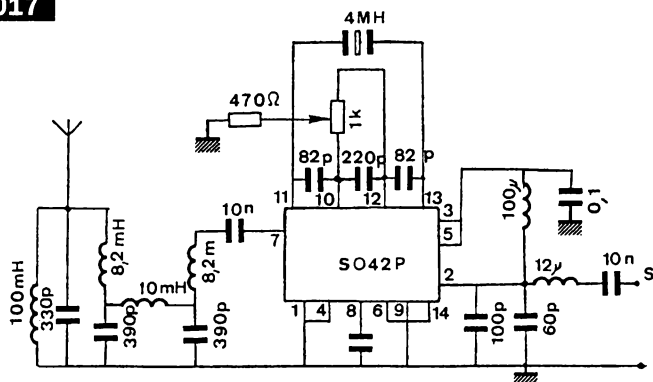 017
4MH
470Ω
1k
82p
220p
82 p
11
10
12
13
10n
7
3
5
100µ
0,1
SO42P
2
12µ
10n
S
8,2mH
8,2m
10mH
100mH
330p
390p
390p
1
4
8
6
9
14
100p
60p